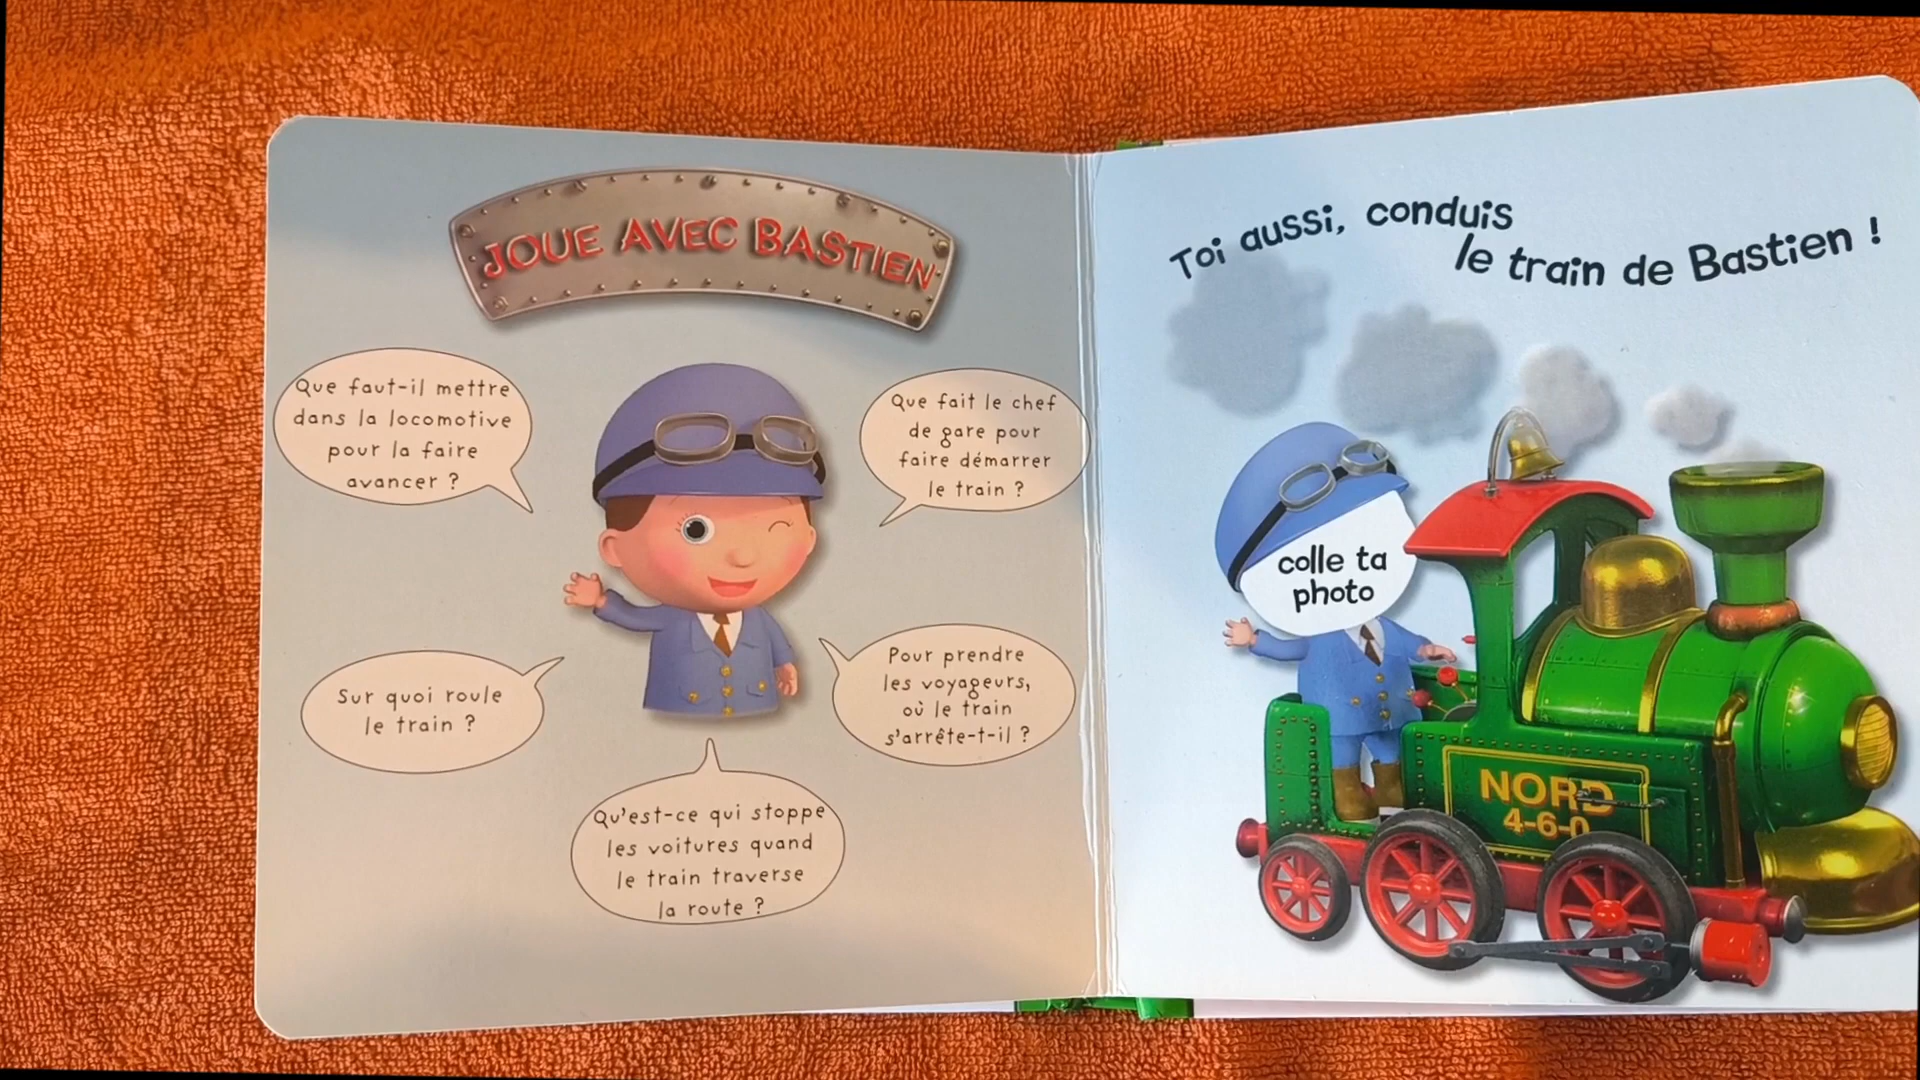 JOUE AVEC BASTIEN
Que faut-il mettre
dans la locomotive
pour la faire
avancer ?
Que fait le chef
de gare pour
faire démarrer
le train ?
Sur quoi roule
le train ?
Pour prendre
les voyageurs,
où le train
s'arrête-t-il ?
Qu'est-ce qui stoppe
les voitures quand
le train traverse
la route ?
Toi aussi, conduis
le train de Bastien !
colle ta
photo
NORD
4-6-0